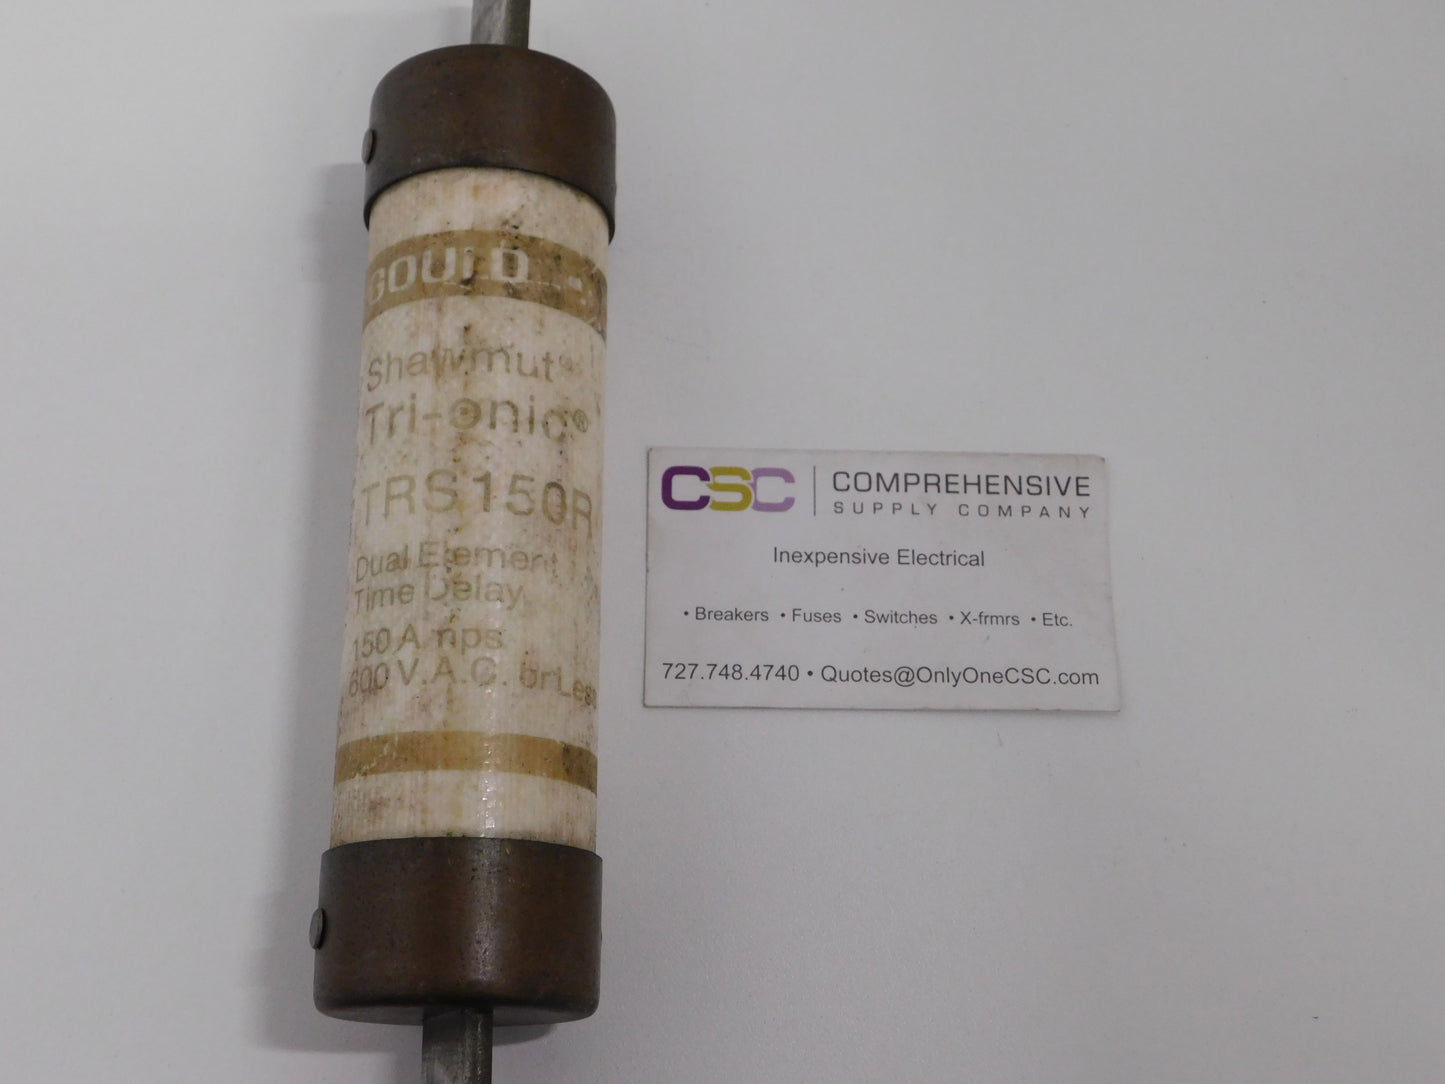 GOULD
Shawmut®
Tri-onic®
TRS150R
Dual Element
Time Delay
150 Amps
600 V.A.C. or Less
CSC
COMPREHENSIVE
SUPPLY COMPANY
Inexpensive Electrical
• Breakers • Fuses • Switches • X-frmrs • Etc.
727.748.4740 • Quotes@OnlyOneCSC.com